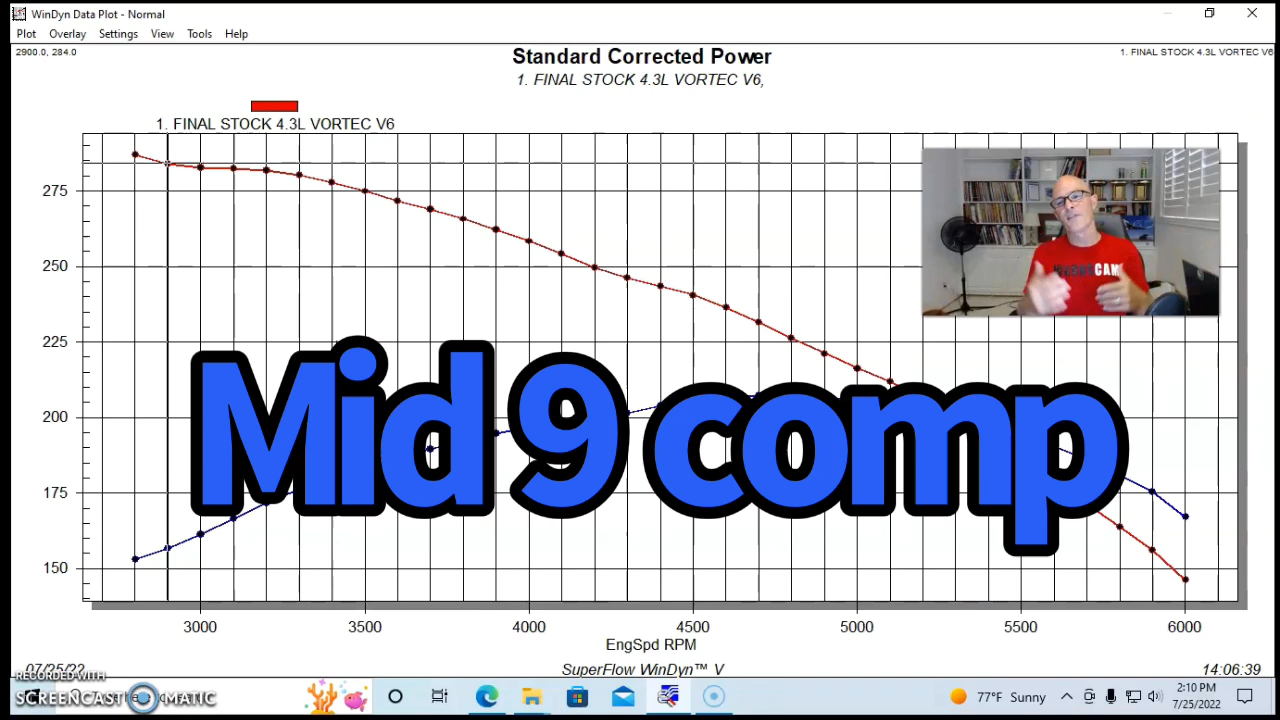 WinDyn Data Plot - Normal
Plot Overlay Settings View Tools Help
2900.0, 284.0
Standard Corrected Power
1. FINAL STOCK 4.3L VORTEC V6
1. FINAL STOCK 4.3L VORTEC V6,
1. FINAL STOCK 4.3L VORTEC V6
275
250
225
200
175
150
Mid 9 comp
3000 3500 4000 4500 5000 5500 6000
EngSpd RPM
07/25/22 SuperFlow WinDyn™ V 14:06:39
RECORDED WITH
SCREENCAST MATIC
77°F Sunny
2:10 PM
7/25/2022